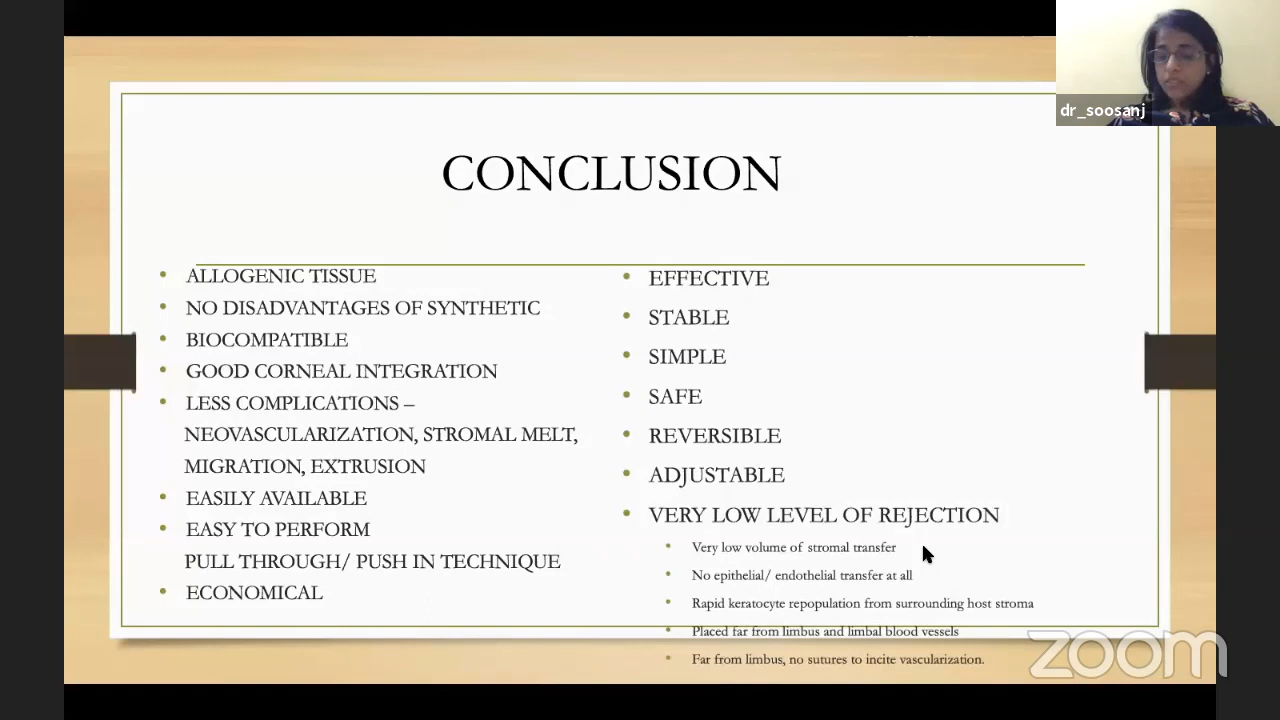 dr_soosanj
CONCLUSION
• ALLOGENIC TISSUE
• NO DISADVANTAGES OF SYNTHETIC
• BIOCOMPATIBLE
• GOOD CORNEAL INTEGRATION
• LESS COMPLICATIONS –
NEOVASCULARIZATION, STROMAL MELT,
MIGRATION, EXTRUSION
• EASILY AVAILABLE
• EASY TO PERFORM
PULL THROUGH/ PUSH IN TECHNIQUE
• ECONOMICAL
• EFFECTIVE
• STABLE
• SIMPLE
• SAFE
• REVERSIBLE
• ADJUSTABLE
• VERY LOW LEVEL OF REJECTION
• Very low volume of stromal transfer
• No epithelial/ endothelial transfer at all
• Rapid keratocyte repopulation from surrounding host stroma
• Placed far from limbus and limbal blood vessels
• Far from limbus, no sutures to incite vascularization.
zoom